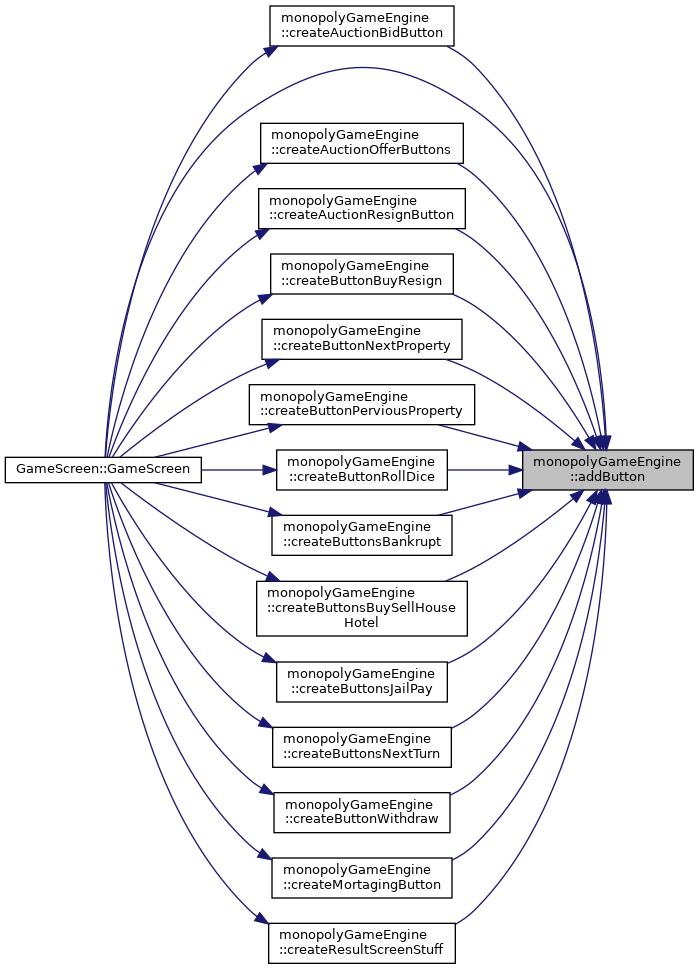 monopolyGameEngine
::createAuctionBidButton
monopolyGameEngine
::createAuctionOfferButtons
monopolyGameEngine
::createAuctionResignButton
monopolyGameEngine
::createButtonBuyResign
monopolyGameEngine
::createButtonNextProperty
monopolyGameEngine
::createButtonPerviousProperty
GameScreen::GameScreen
monopolyGameEngine
::createButtonRollDice
monopolyGameEngine
::addButton
monopolyGameEngine
::createButtonsBankrupt
monopolyGameEngine
::createButtonsBuySellHouse
Hotel
monopolyGameEngine
::createButtonsJailPay
monopolyGameEngine
::createButtonsNextTurn
monopolyGameEngine
::createButtonWithdraw
monopolyGameEngine
::createMortagingButton
monopolyGameEngine
::createResultScreenStuff